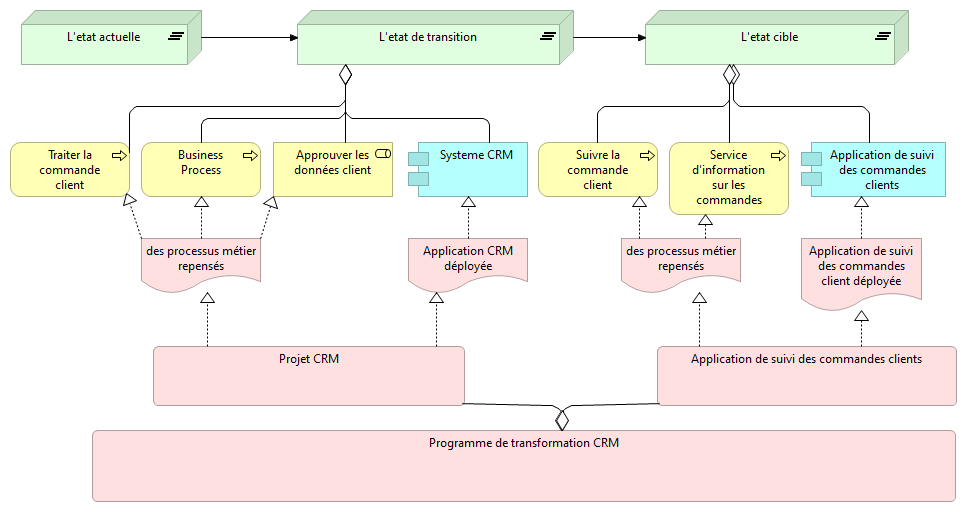 L'etat actuelle
L'etat de transition
L'etat cible
Traiter la
commande
client
Business
Process
Approuver les
données client
Systeme CRM
Suivre la
commande
client
Service
d'information
sur les
commandes
Application de suivi
des commandes
clients
des processus métier
repensés
Application CRM
déployée
des processus métier
repensés
Application de suivi
des commandes
client déployée
Projet CRM
Application de suivi des commandes clients
Programme de transformation CRM